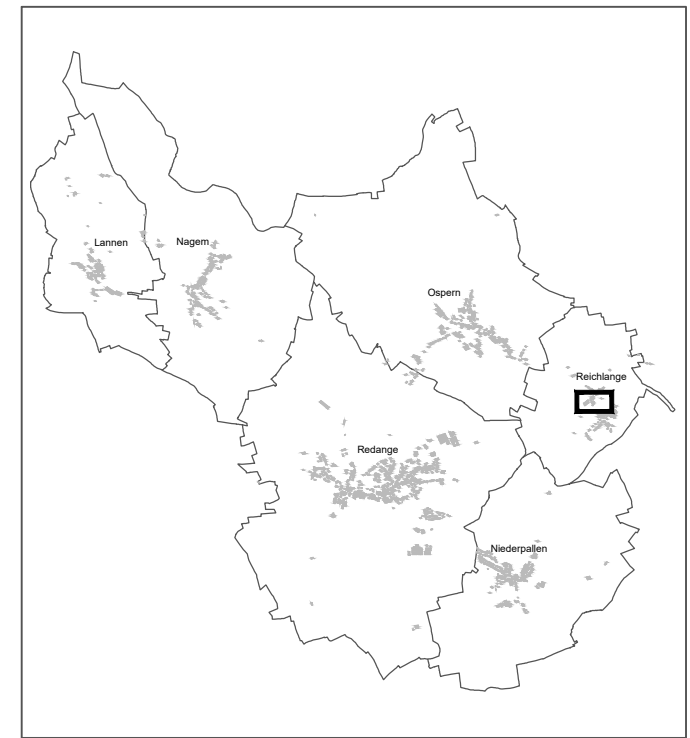 Lannen
Nagem
Ospern
Reichlange
Redange
Niederpallen